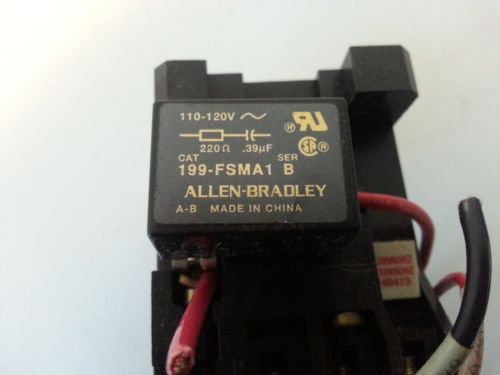 110-120V ~
220Ω .39µF
CAT SER
199-FSMA1 B
ALLEN-BRADLEY
A-B MADE IN CHINA